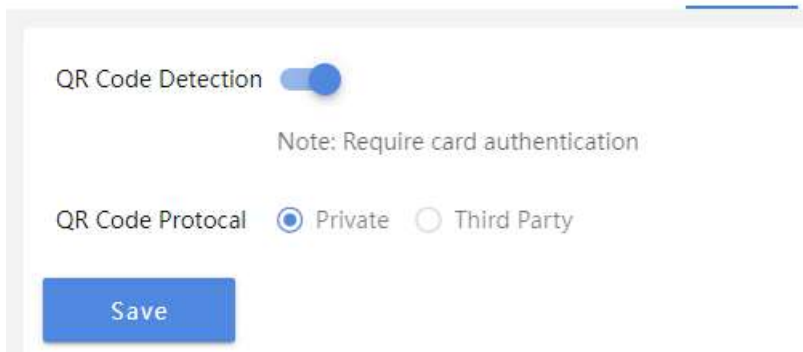 QR Code Detection
Note: Require card authentication
QR Code Protocal Private Third Party
Save